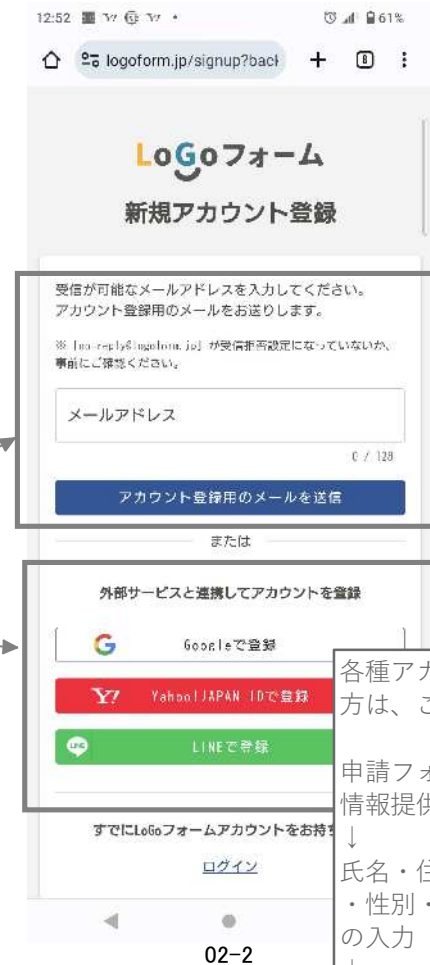 12:52
61%
logoform.jp/signup?back
8
LoGoフォーム
新規アカウント登録
受信が可能なメールアドレスを入力してください。
アカウント登録用のメールをお送りします。
※「no-reply@logoform.jp」が受信拒否設定になっていないか、
事前にご確認ください。
メールアドレス
0 / 128
アカウント登録用のメールを送信
または
外部サービスと連携してアカウントを登録
Googleで登録
Yahoo!JAPAN IDで登録
LINEで登録
すでにLoGoフォームアカウントをお持ち
ログイン
各種アカ
方は、こ
申請フォ
情報提供
↓
氏名・住
・性別・
の入力
02-2